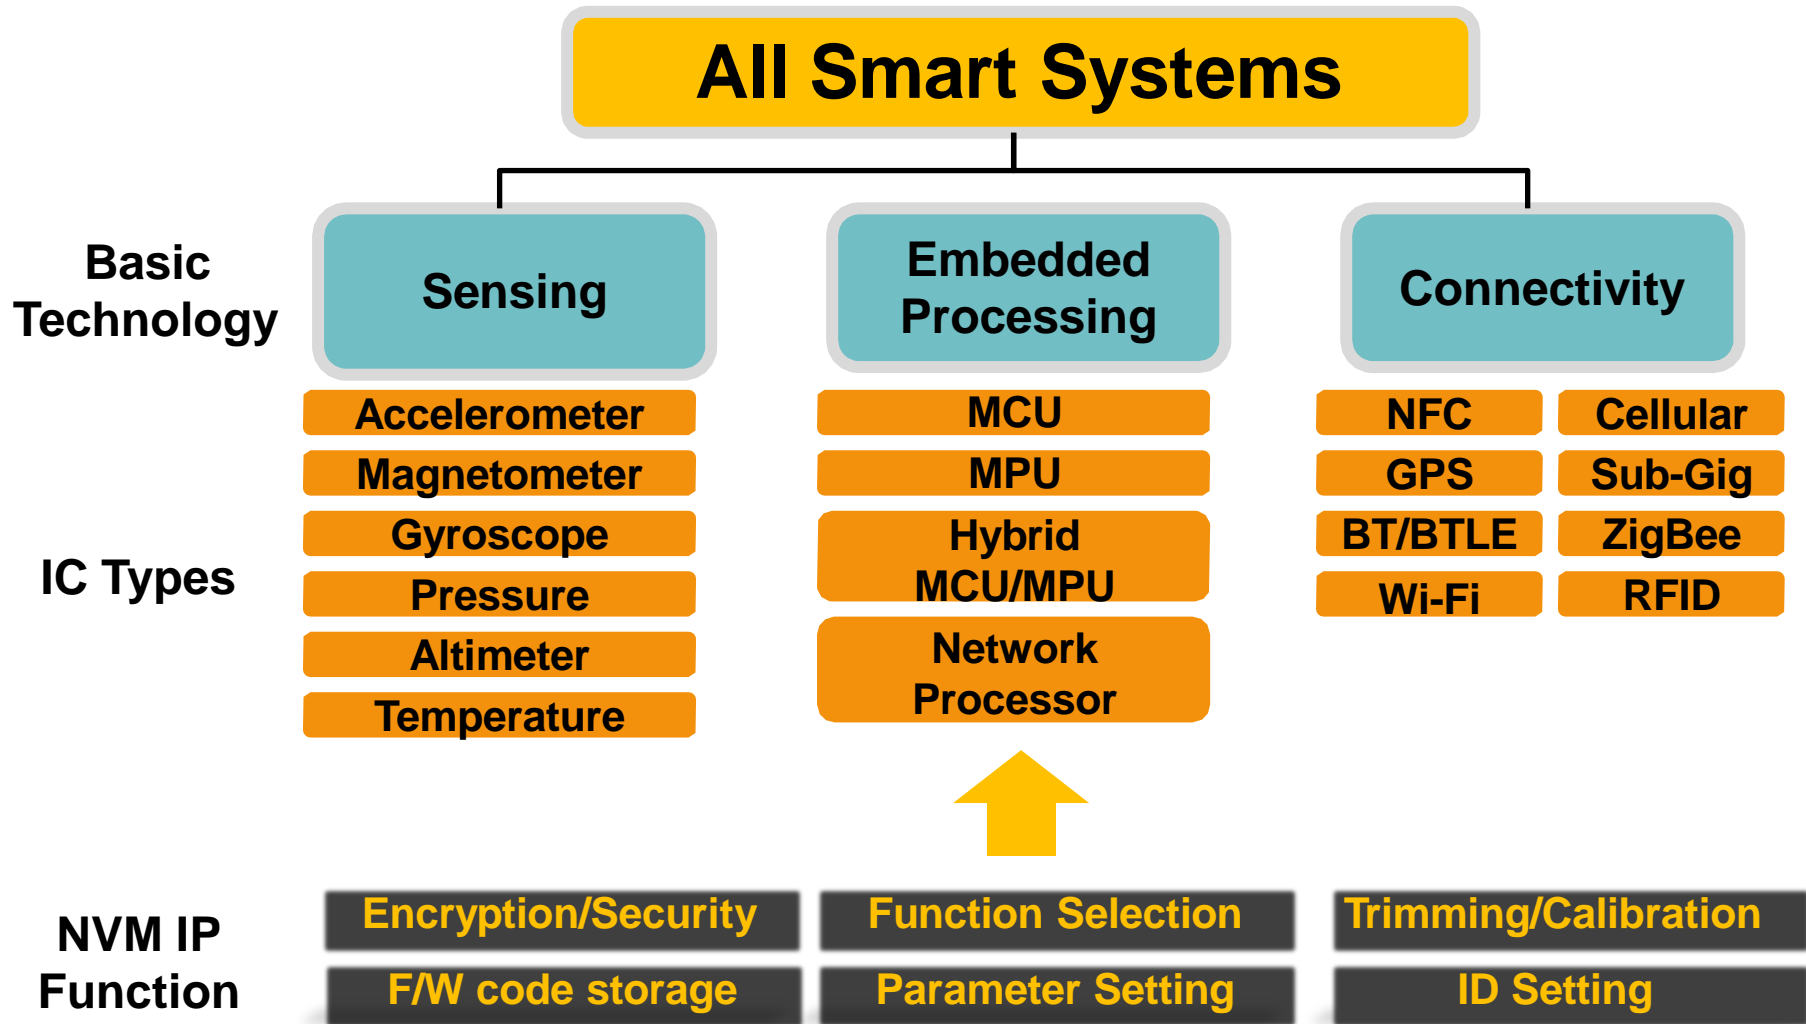 All Smart Systems
Basic
Technology
Sensing
Embedded
Processing
Connectivity
IC Types
Accelerometer
Magnetometer
Gyroscope
Pressure
Altimeter
Temperature
MCU
MPU
Hybrid
MCU/MPU
Network
Processor
NFC
Cellular
GPS
Sub-Gig
BT/BTLE
ZigBee
Wi-Fi
RFID
NVM IP
Function
Encryption/Security
Function Selection
Trimming/Calibration
F/W code storage
Parameter Setting
ID Setting